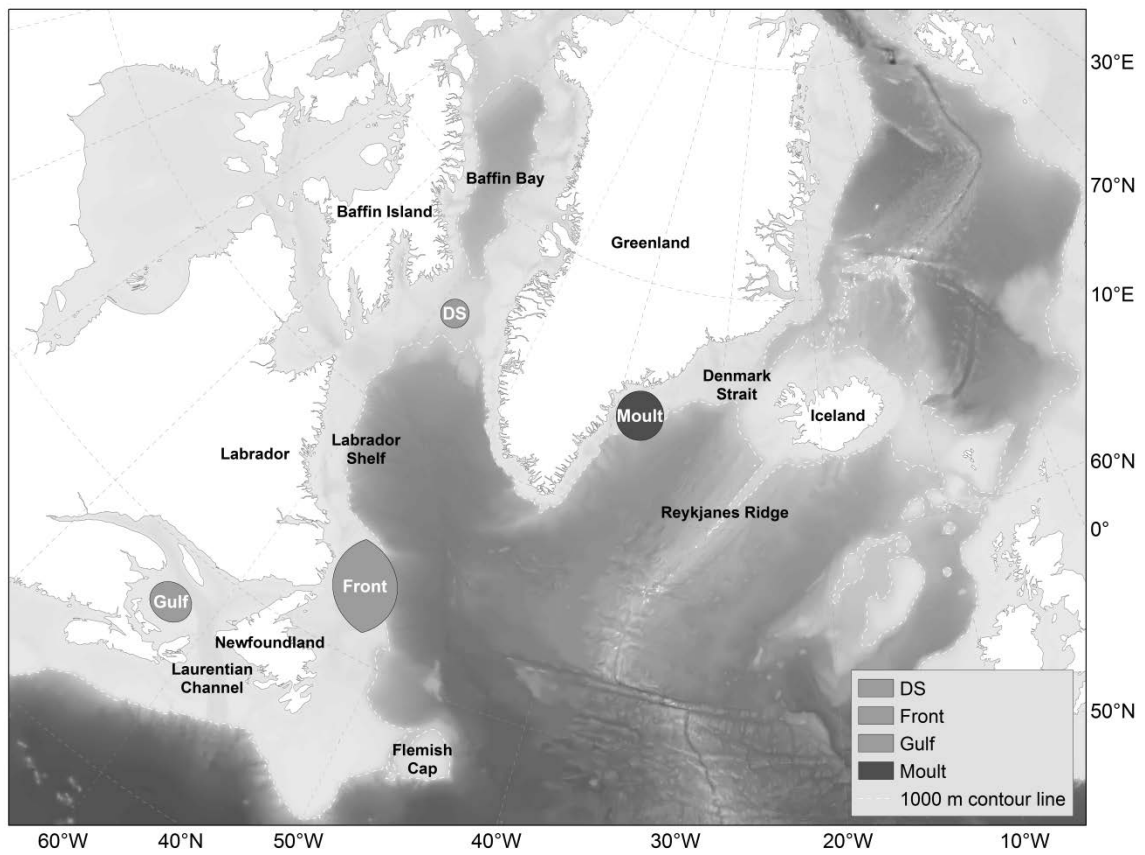 30°E
Baffin Bay
70°N
Baffin Island
Greenland
10°E
DS
Denmark
Strait
Moult
Iceland
Labrador
Shelf
Labrador
60°N
Reykjanes Ridge
0°
Front
Gulf
Newfoundland
Laurentian
Channel
DS
Front
50°N
Gulf
Flemish
Cap
Moult
1000 m contour line
60°W
40°N
50°W
40°W
30°W
20°W
10°W